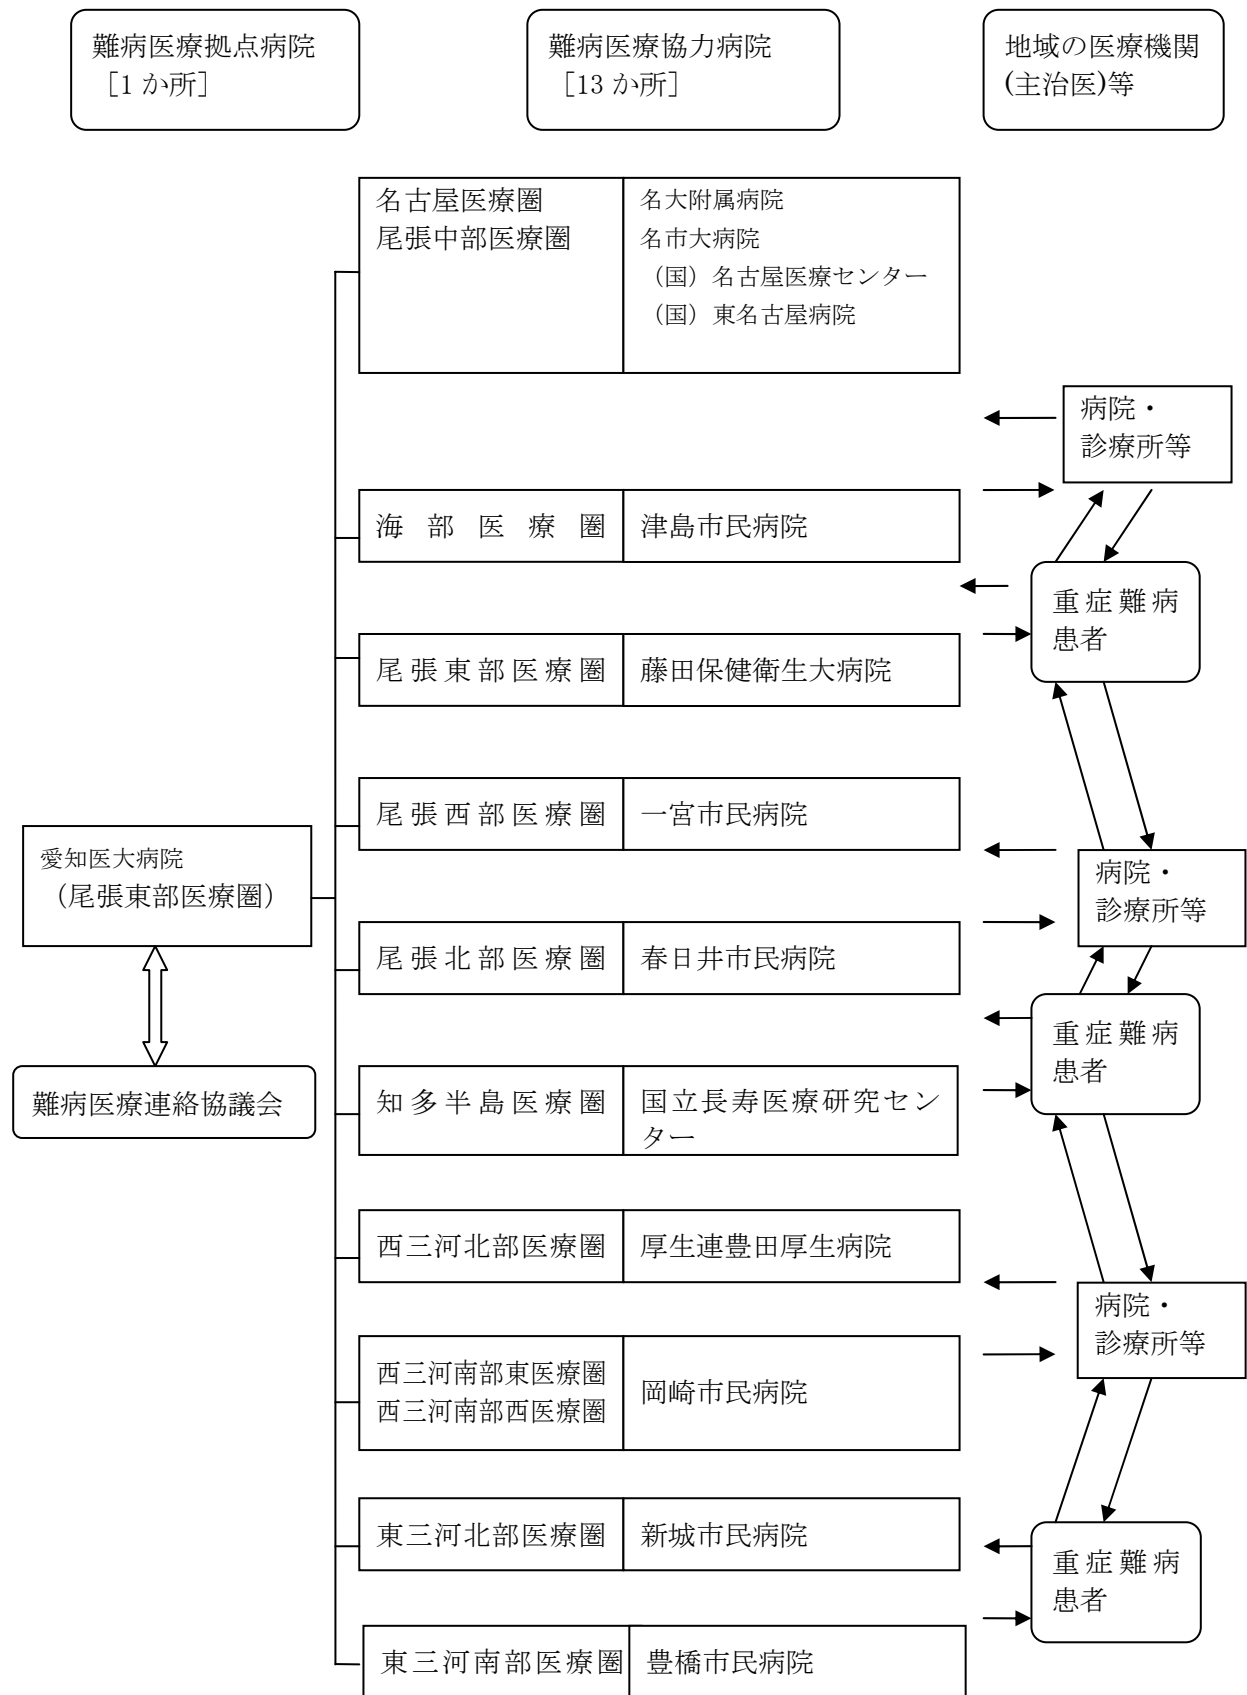 難病医療拠点病院
［1 か所］
難病医療協力病院
［13 か所］
地域の医療機関
(主治医)等
名古屋医療圏
尾張中部医療圏
名大附属病院
名市大病院
（国）名古屋医療センター
（国）東名古屋病院
病院・
診療所等
海部医療圏
津島市民病院
重症難病
患者
尾張東部医療圏
藤田保健衛生大病院
尾張西部医療圏
一宮市民病院
愛知医大病院
（尾張東部医療圏）
病院・
診療所等
尾張北部医療圏
春日井市民病院
重症難病
患者
難病医療連絡協議会
知多半島医療圏
国立長寿医療研究セン
ター
西三河北部医療圏
厚生連豊田厚生病院
病院・
診療所等
西三河南部東医療圏
西三河南部西医療圏
岡崎市民病院
東三河北部医療圏
新城市民病院
重症難病
患者
東三河南部医療圏
豊橋市民病院